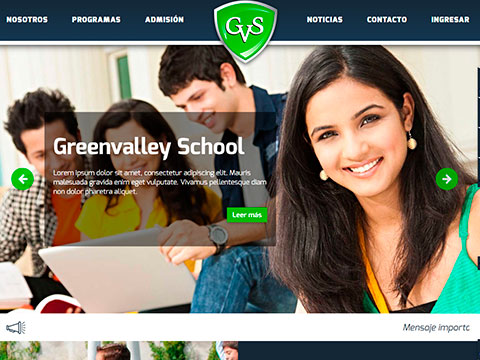 NOSOTROS PROGRAMAS ADMISIÓN GVS NOTICIAS CONTACTO INGRESAR
Greenvalley School
Lorem ipsum dolor sit amet, consectetur adipiscing elit. Mauris
malesuada gravida enim eget vulputate. Vivamus pellentesque diam
non dolor pharetra aliquet.
Leer más
Mensaje importc